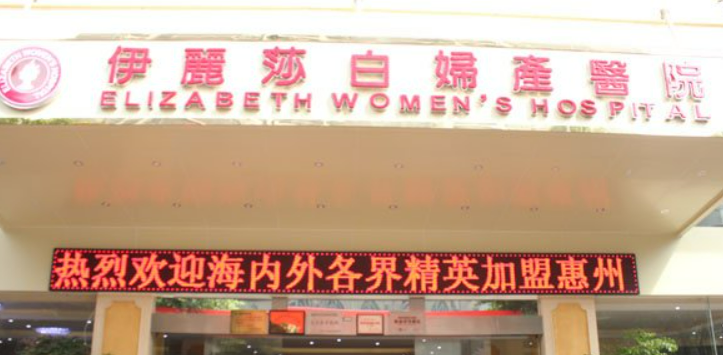 伊麗莎白婦產醫院
ELIZABETH WOMEN'S HOSPITAL
热烈欢迎海内外各界精英加盟惠州